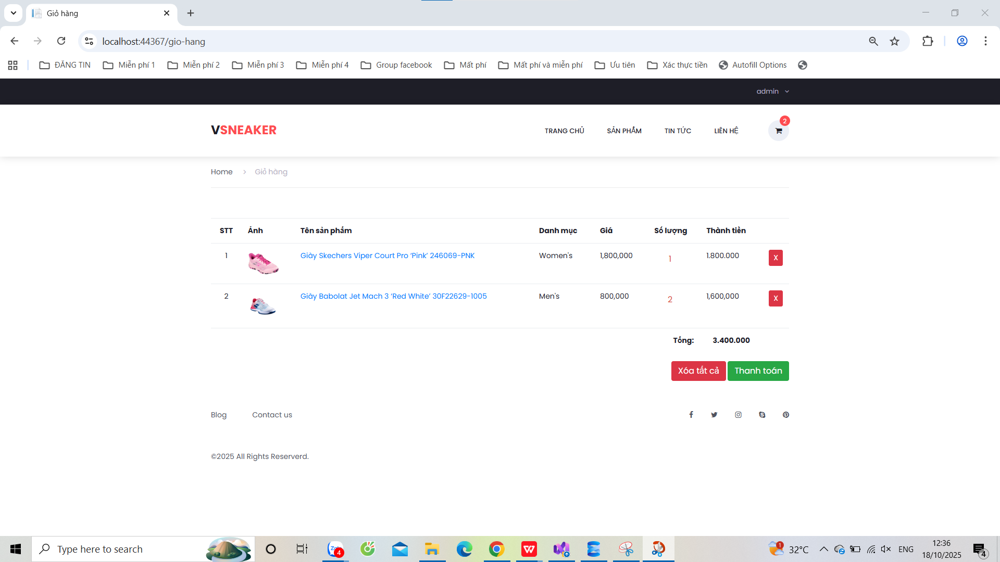 Giỏ hàng
localhost:44367/gio-hang
ĐĂNG TIN Miễn phí 1 Miễn phí 2 Miễn phí 3 Miễn phí 4 Group facebook Mất phí Mất phí và miễn phí Ưu tiên Xác thực tiền Autofill Options
admin
VSNEAKER TRANG CHỦ SẢN PHẨM TIN TỨC LIÊN HỆ 2
Home Giỏ hàng
STT Ảnh Tên sản phẩm Danh mục Giá Số lượng Thành tiền
1 Giày Skechers Viper Court Pro ‘Pink’ 246069-PNK Women's 1,800,000 1 1.800.000 X
2 Giày Babolat Jet Mach 3 ‘Red White’ 30F22629-1005 Men's 800,000 2 1,600,000 X
Tổng: 3.400.000
Xóa tất cả Thanh toán
Blog Contact us
©2025 All Rights Reserverd.
Type here to search 4 1 32°C ENG 12:36
18/10/2025 4